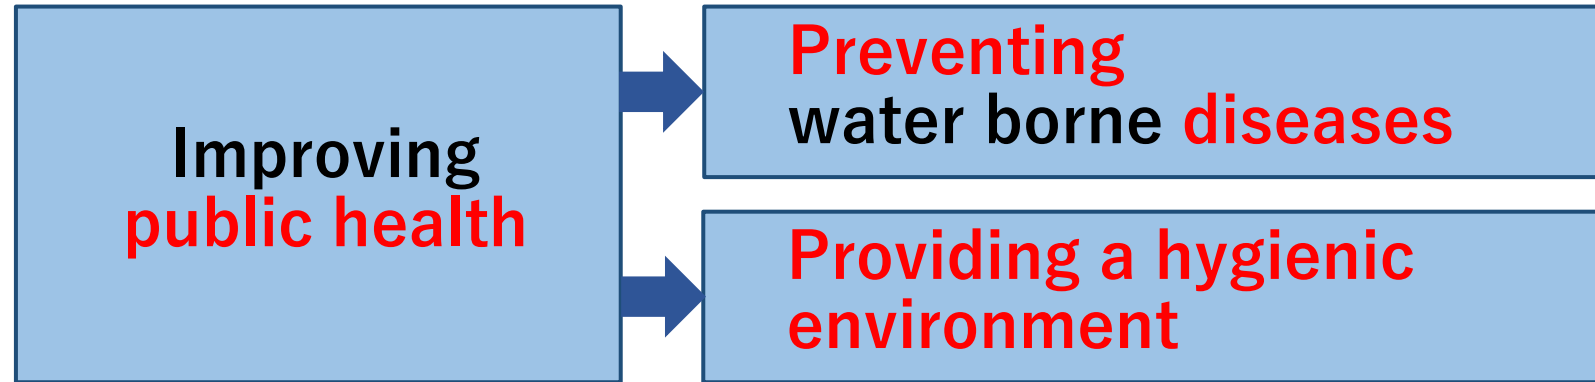 Improving
public health
Preventing
water borne diseases
Providing a hygienic
environment